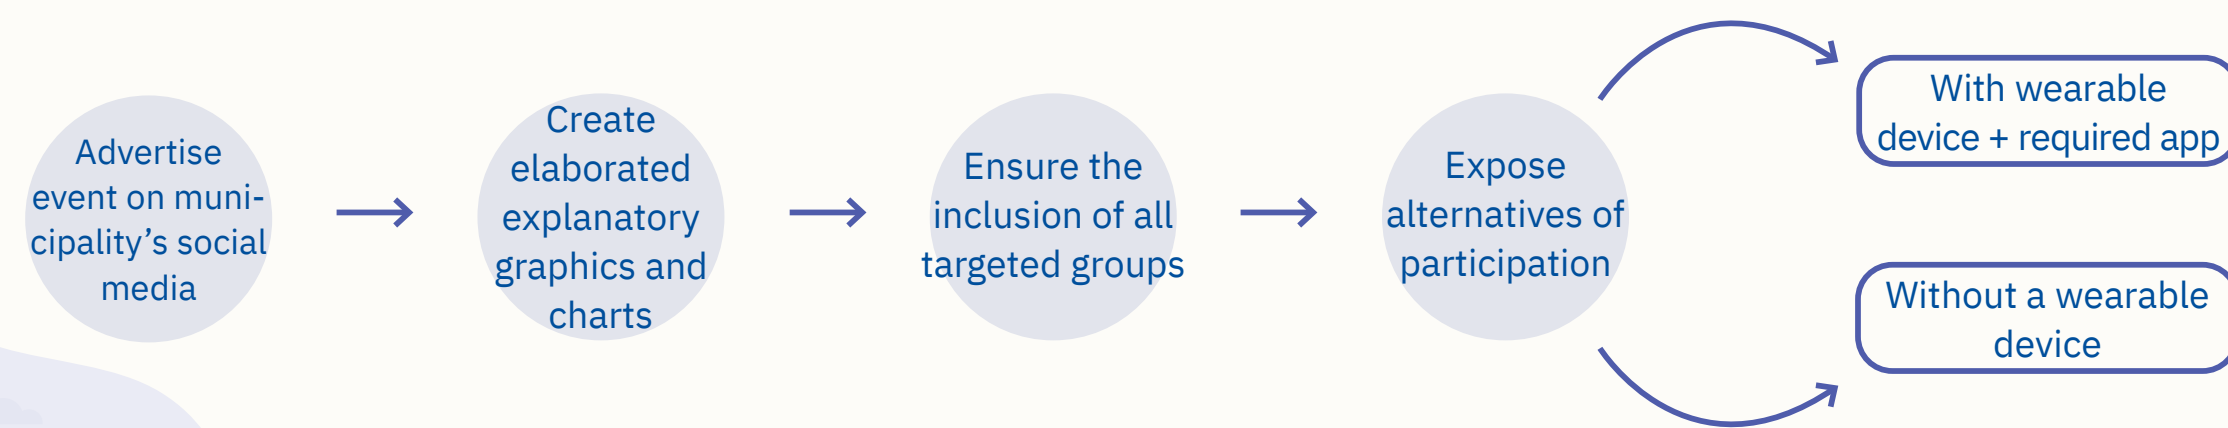 Advertise
event on muni-
cipality's social
media
Create
elaborated
explanatory
graphics and
charts
Ensure the
inclusion of all
targeted groups
Expose
alternatives of
participation
With wearable
device + required app
Without a wearable
device